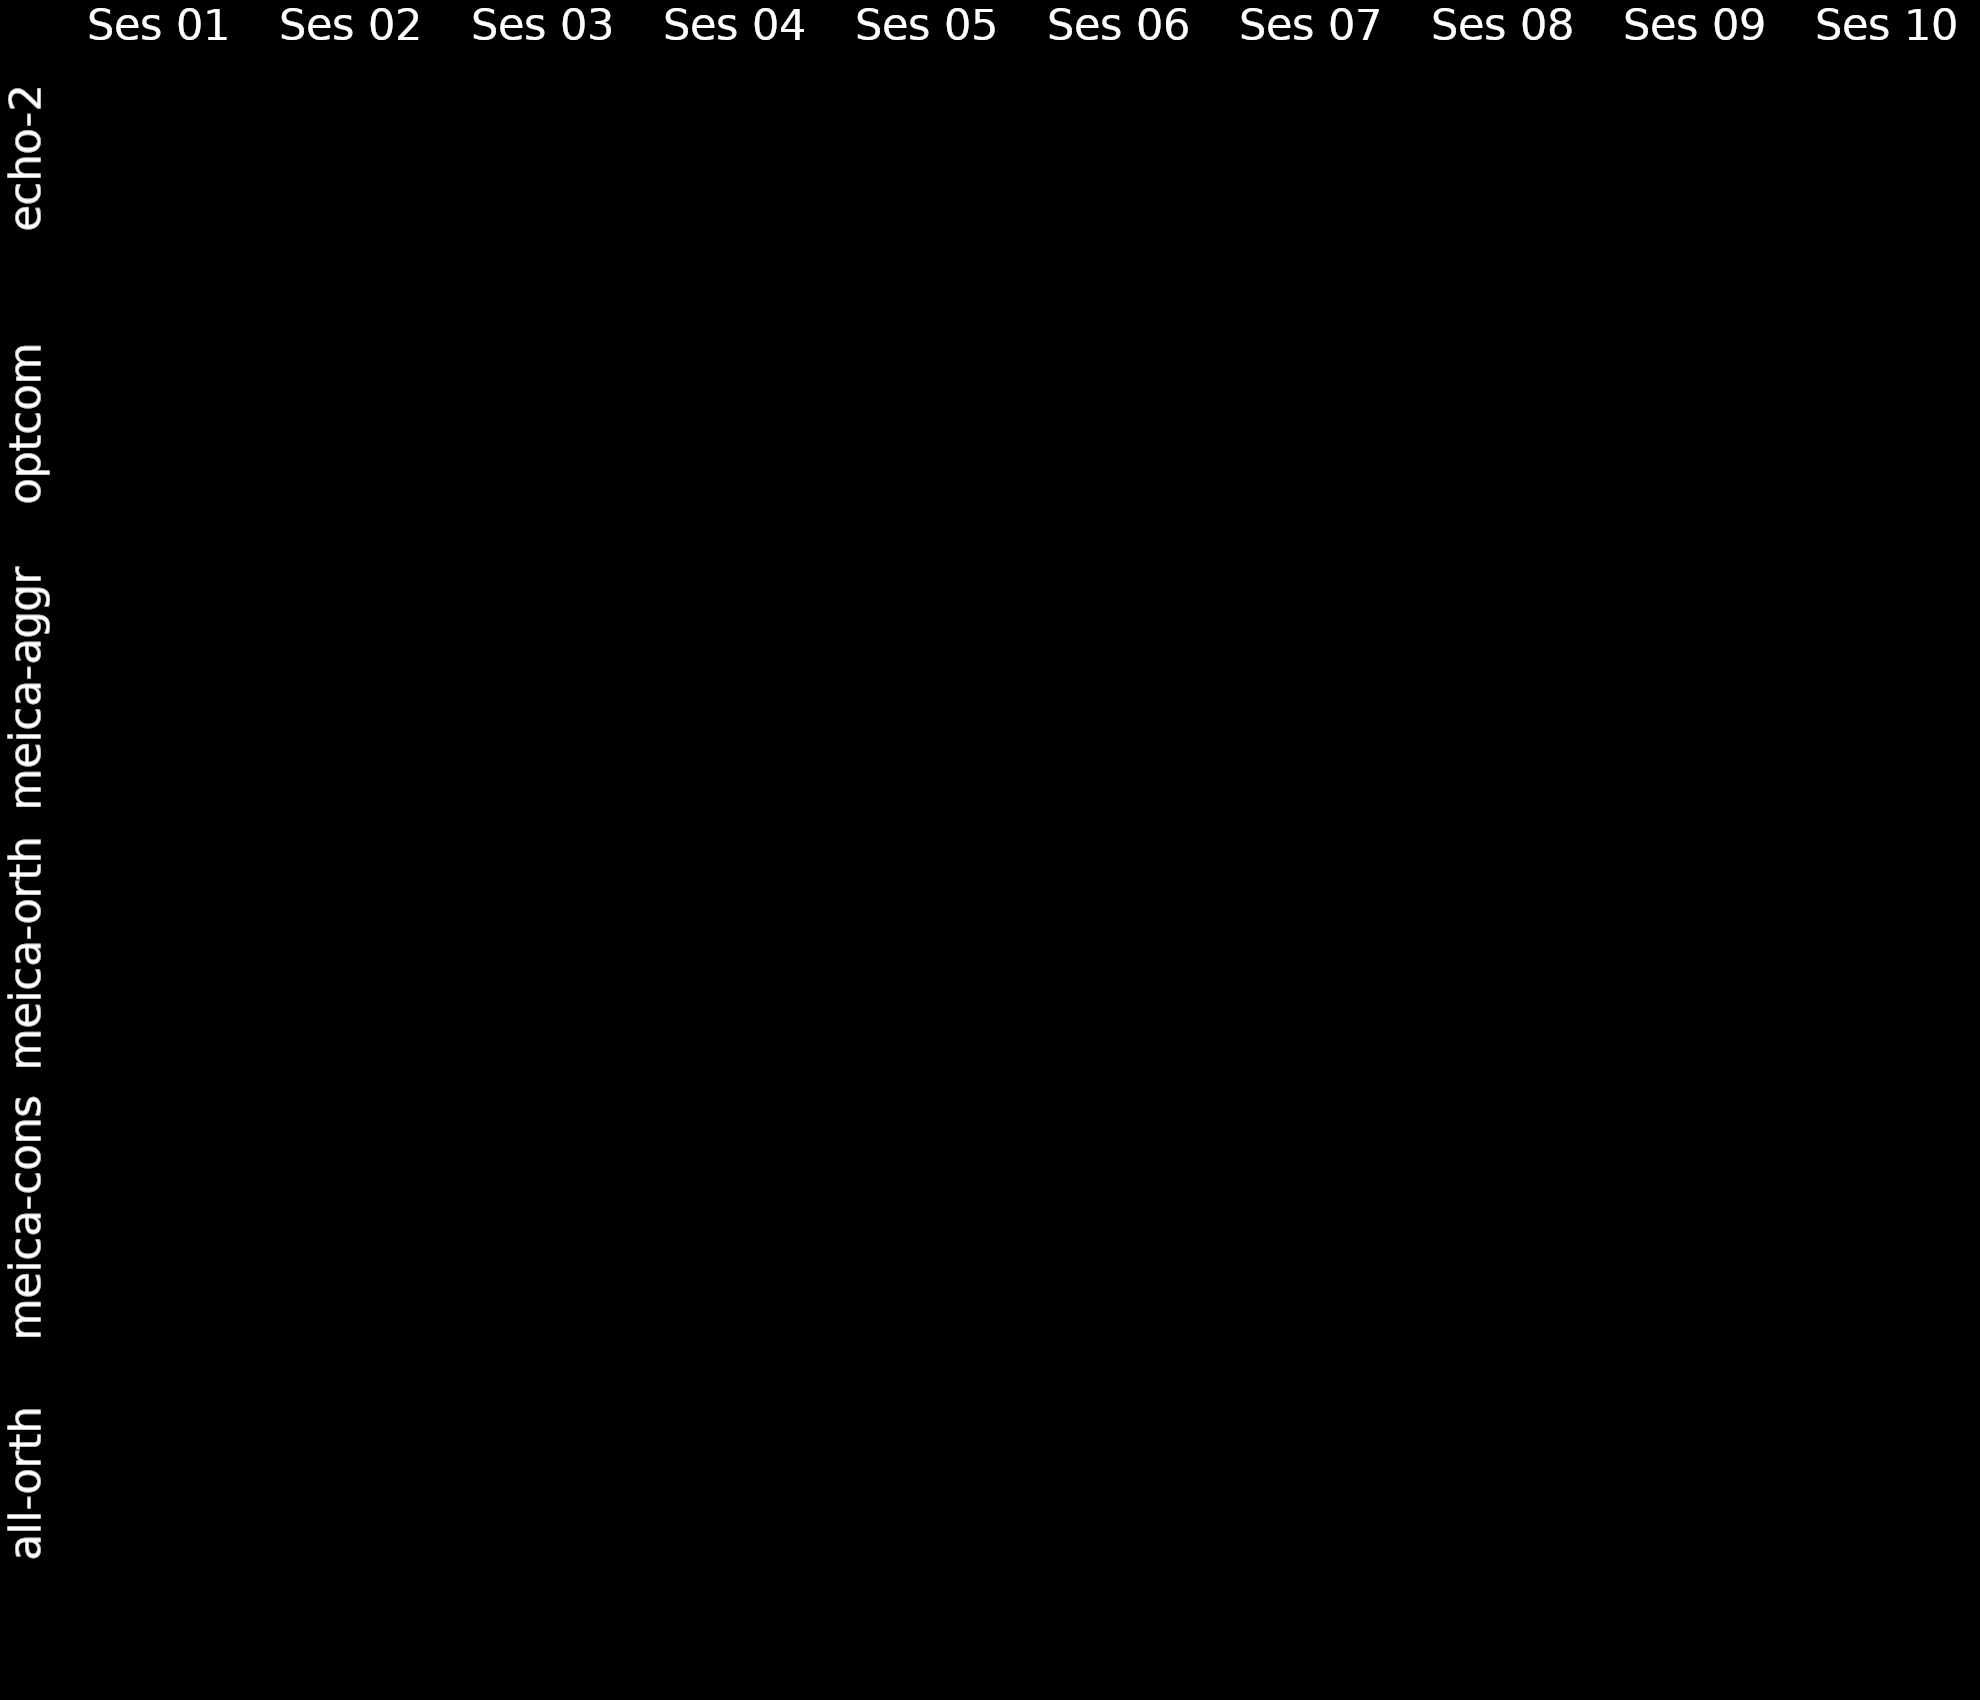 Ses 01 Ses 02 Ses 03 Ses 04 Ses 05 Ses 06 Ses 07 Ses 08 Ses 09 Ses 10
echo-2
optcom
meica-aggr
meica-orth
meica-cons
all-orth